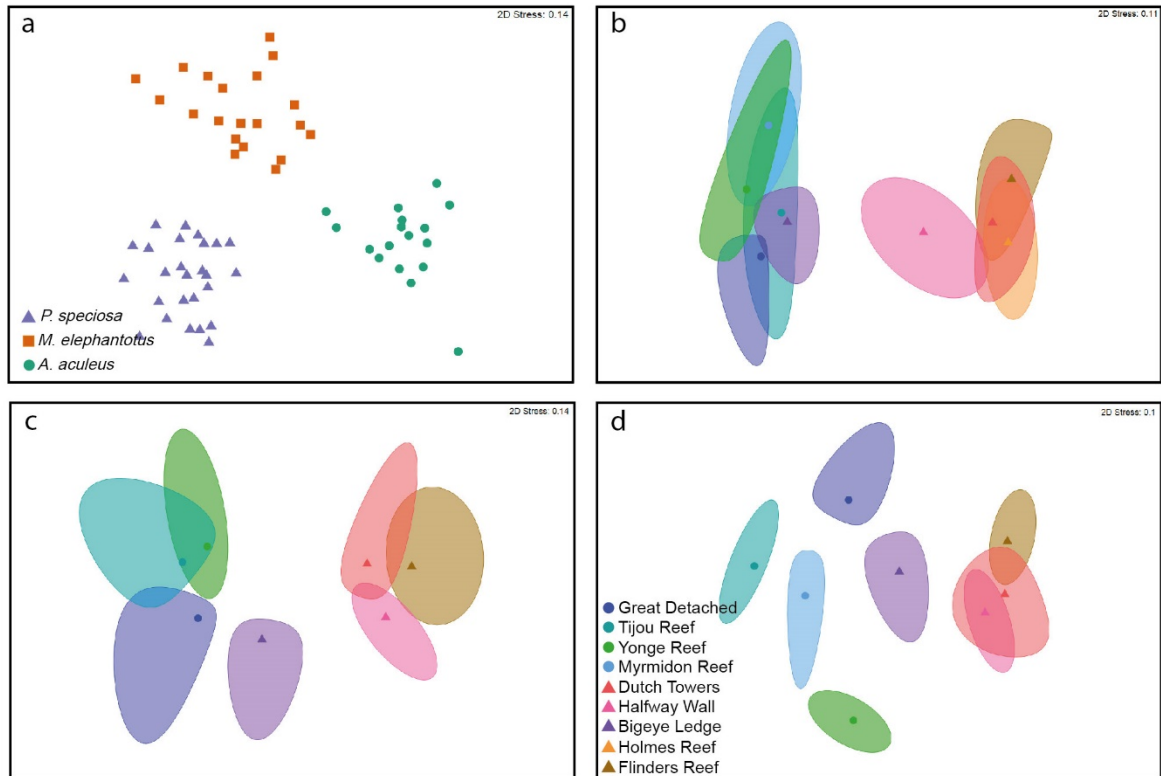 a
2D Stress: 0.14
P. speciosa
M. elephantotus
A. aculeus
b
2D Stress: 0.11
c
2D Stress: 0.14
d
2D Stress: 0.1
Great Detached
Tijou Reef
Yonge Reef
Myrmidon Reef
Dutch Towers
Halfway Wall
Bigeye Ledge
Holmes Reef
Flinders Reef